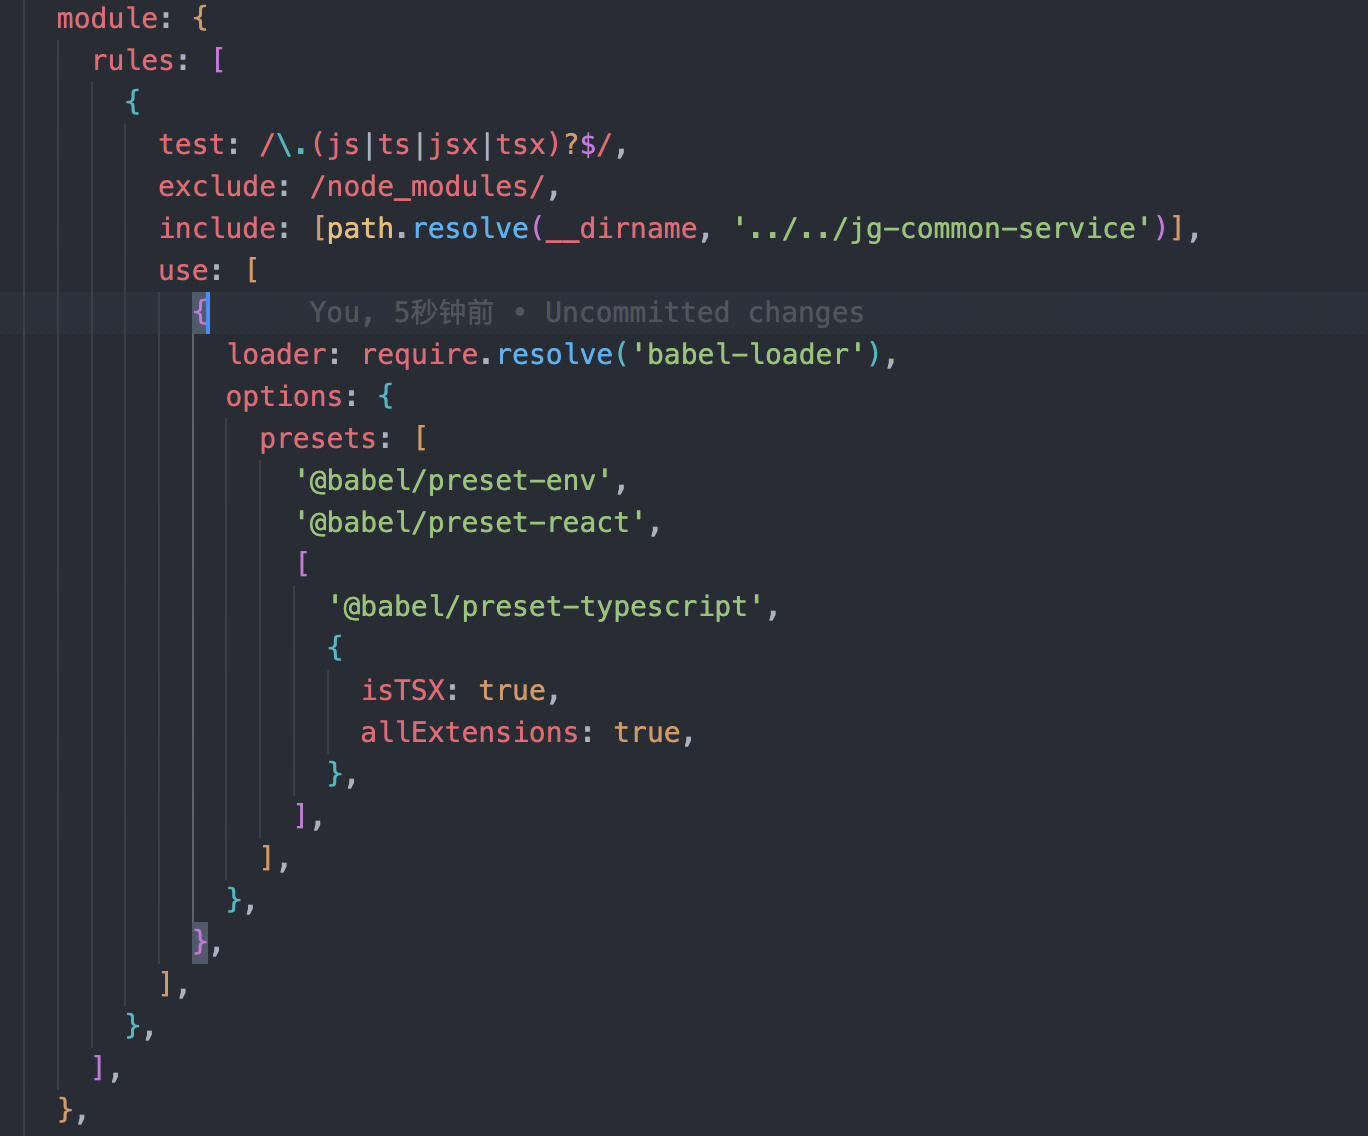 module: {
rules: [
{
test: /\.(js|ts|jsx|tsx)?$/,
exclude: /node_modules/,
include: [path.resolve(__dirname, '../../jg-common-service')],
use: [
{ You, 5秒钟前 • Uncommitted changes
loader: require.resolve('babel-loader'),
options: {
presets: [
'@babel/preset-env',
'@babel/preset-react',
[
'@babel/preset-typescript',
{
isTSX: true,
allExtensions: true,
},
],
],
},
},
],
},
],
},